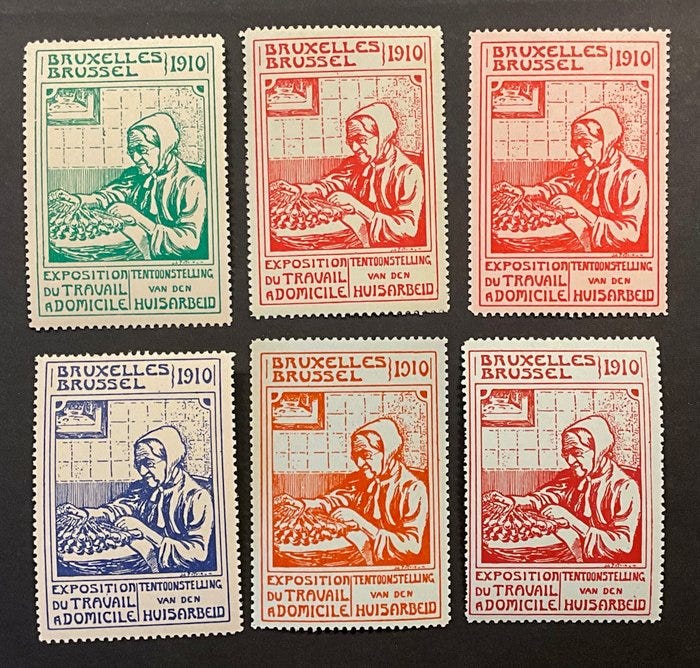 BRUXELLES
BRUSSEL
1910
EXPOSITION
DU TRAVAIL
A DOMICILE
TENTOONSTELLING
VAN DEN
HUISARBEID
BRUXELLES
BRUSSEL
1910
EXPOSITION
DU TRAVAIL
A DOMICILE
TENTOONSTELLING
VAN DEN
HUISARBEID
BRUXELLES
BRUSSEL
1910
EXPOSITION
DU TRAVAIL
A DOMICILE
TENTOONSTELLING
VAN DEN
HUISARBEID
BRUXELLES
BRUSSEL
1910
EXPOSITION
DU TRAVAIL
A DOMICILE
TENTOONSTELLING
VAN DEN
HUISARBEID
BRUXELLES
BRUSSEL
1910
EXPOSITION
DU TRAVAIL
A DOMICILE
TENTOONSTELLING
VAN DEN
HUISARBEID
BRUXELLES
BRUSSEL
1910
EXPOSITION
DU TRAVAIL
A DOMICILE
TENTOONSTELLING
VAN DEN
HUISARBEID